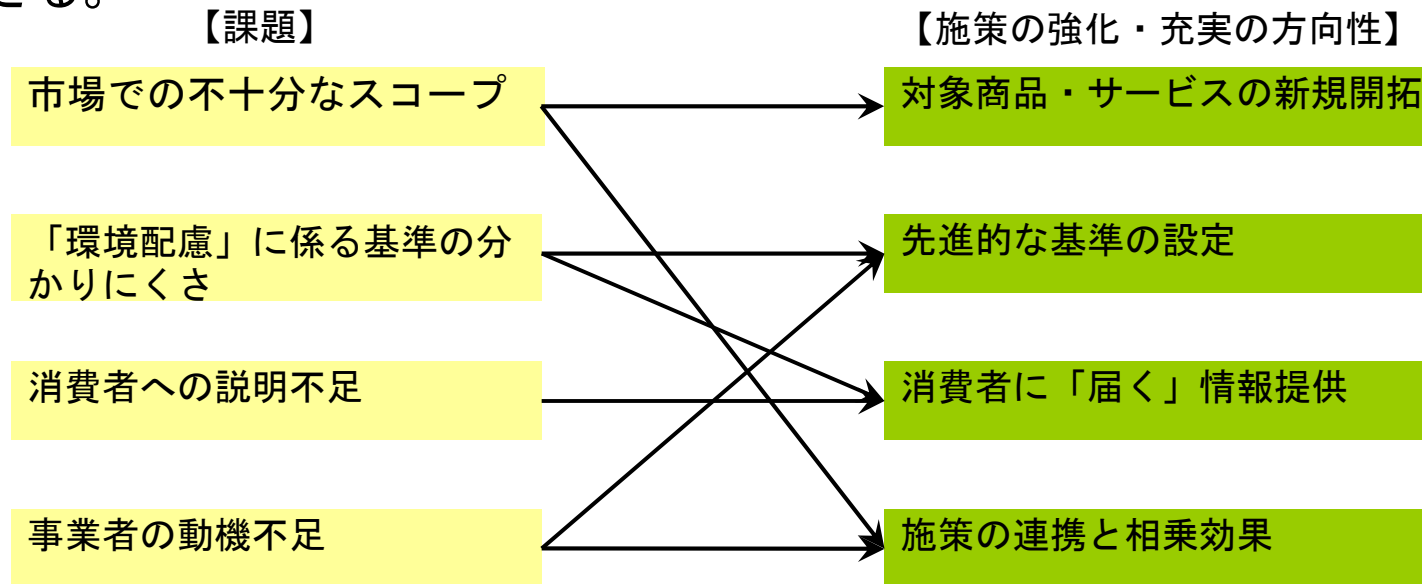 きる。
【課題】
【施策の強化・充実の方向性】
市場での不十分なスコープ
対象商品・サービスの新規開拓
「環境配慮」に係る基準の分
かりにくさ
先進的な基準の設定
消費者への説明不足
消費者に「届く」情報提供
事業者の動機不足
施策の連携と相乗効果